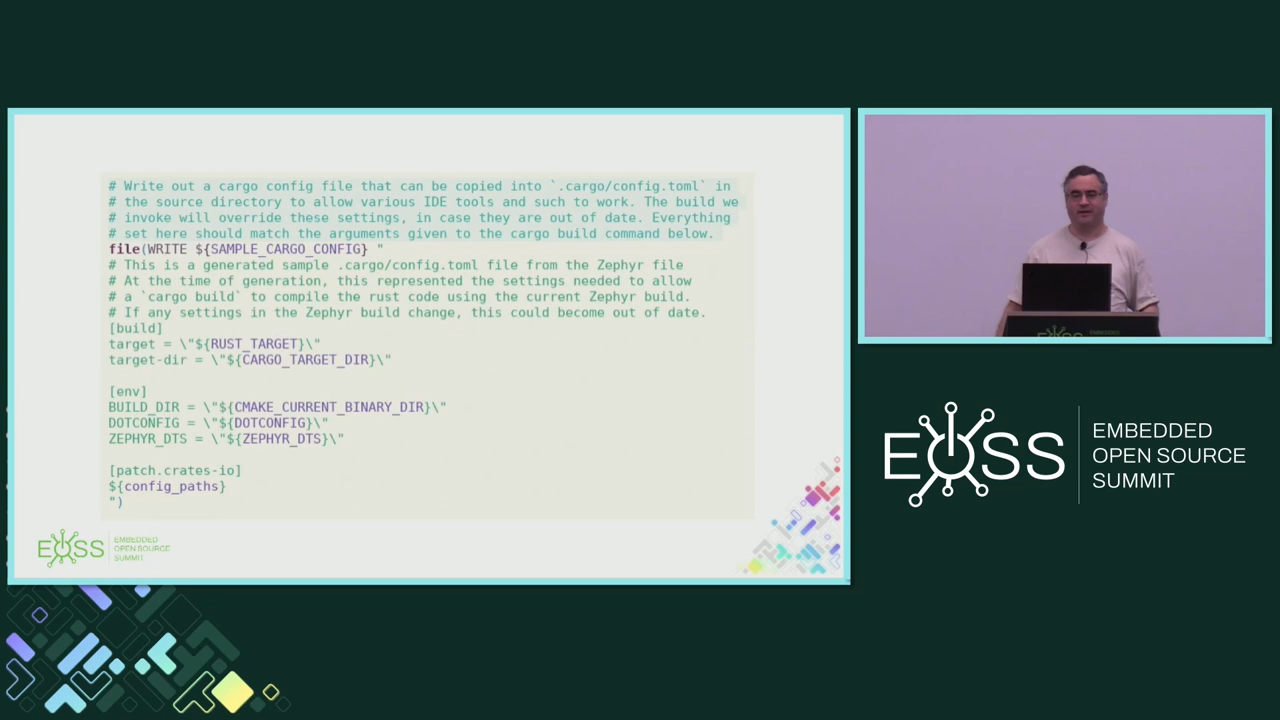 # Write out a cargo config file that can be copied into `.cargo/config.toml` in
# the source directory to allow various IDE tools and such to work. The build we
# invoke will override these settings, in case they are out of date. Everything
# set here should match the arguments given to the cargo build command below.
file(WRITE ${SAMPLE_CARGO_CONFIG} "
# This is a generated sample .cargo/config.toml file from the Zephyr file
# At the time of generation, this represented the settings needed to allow
# a `cargo build` to compile the rust code using the current Zephyr build.
# If any settings in the Zephyr build change, this could become out of date.
[build]
target = \"${RUST_TARGET}\"
target-dir = \"${CARGO_TARGET_DIR}\"
[env]
BUILD_DIR = \"${CMAKE_CURRENT_BINARY_DIR}\"
DOTCONFIG = \"${DOTCONFIG}\"
ZEPHYR_DTS = \"${ZEPHYR_DTS}\"
[patch.crates-io]
${config_paths}
")
EOSS
EMBEDDED
OPEN SOURCE
SUMMIT
EOSS
EMBEDDED
OPEN SOURCE
SUMMIT